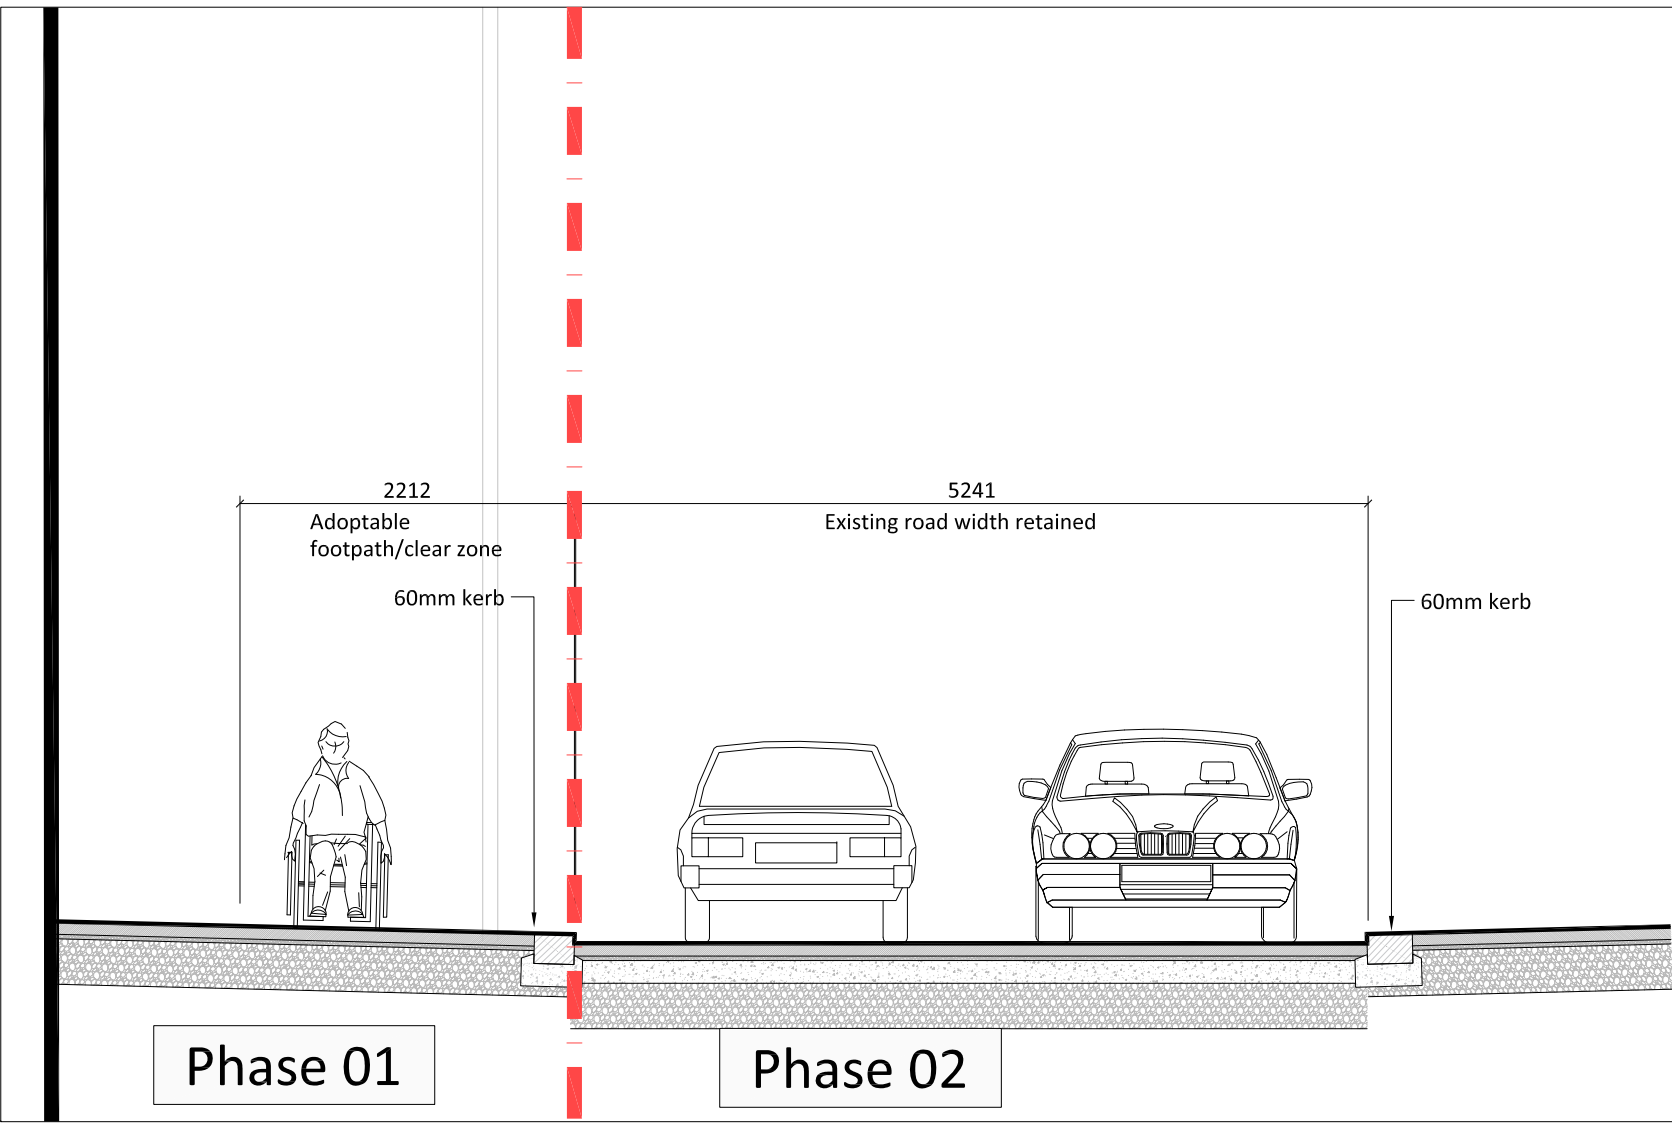 2212
5241
Adoptable
footpath/clear zone
Existing road width retained
60mm kerb
60mm kerb
Phase 01
Phase 02